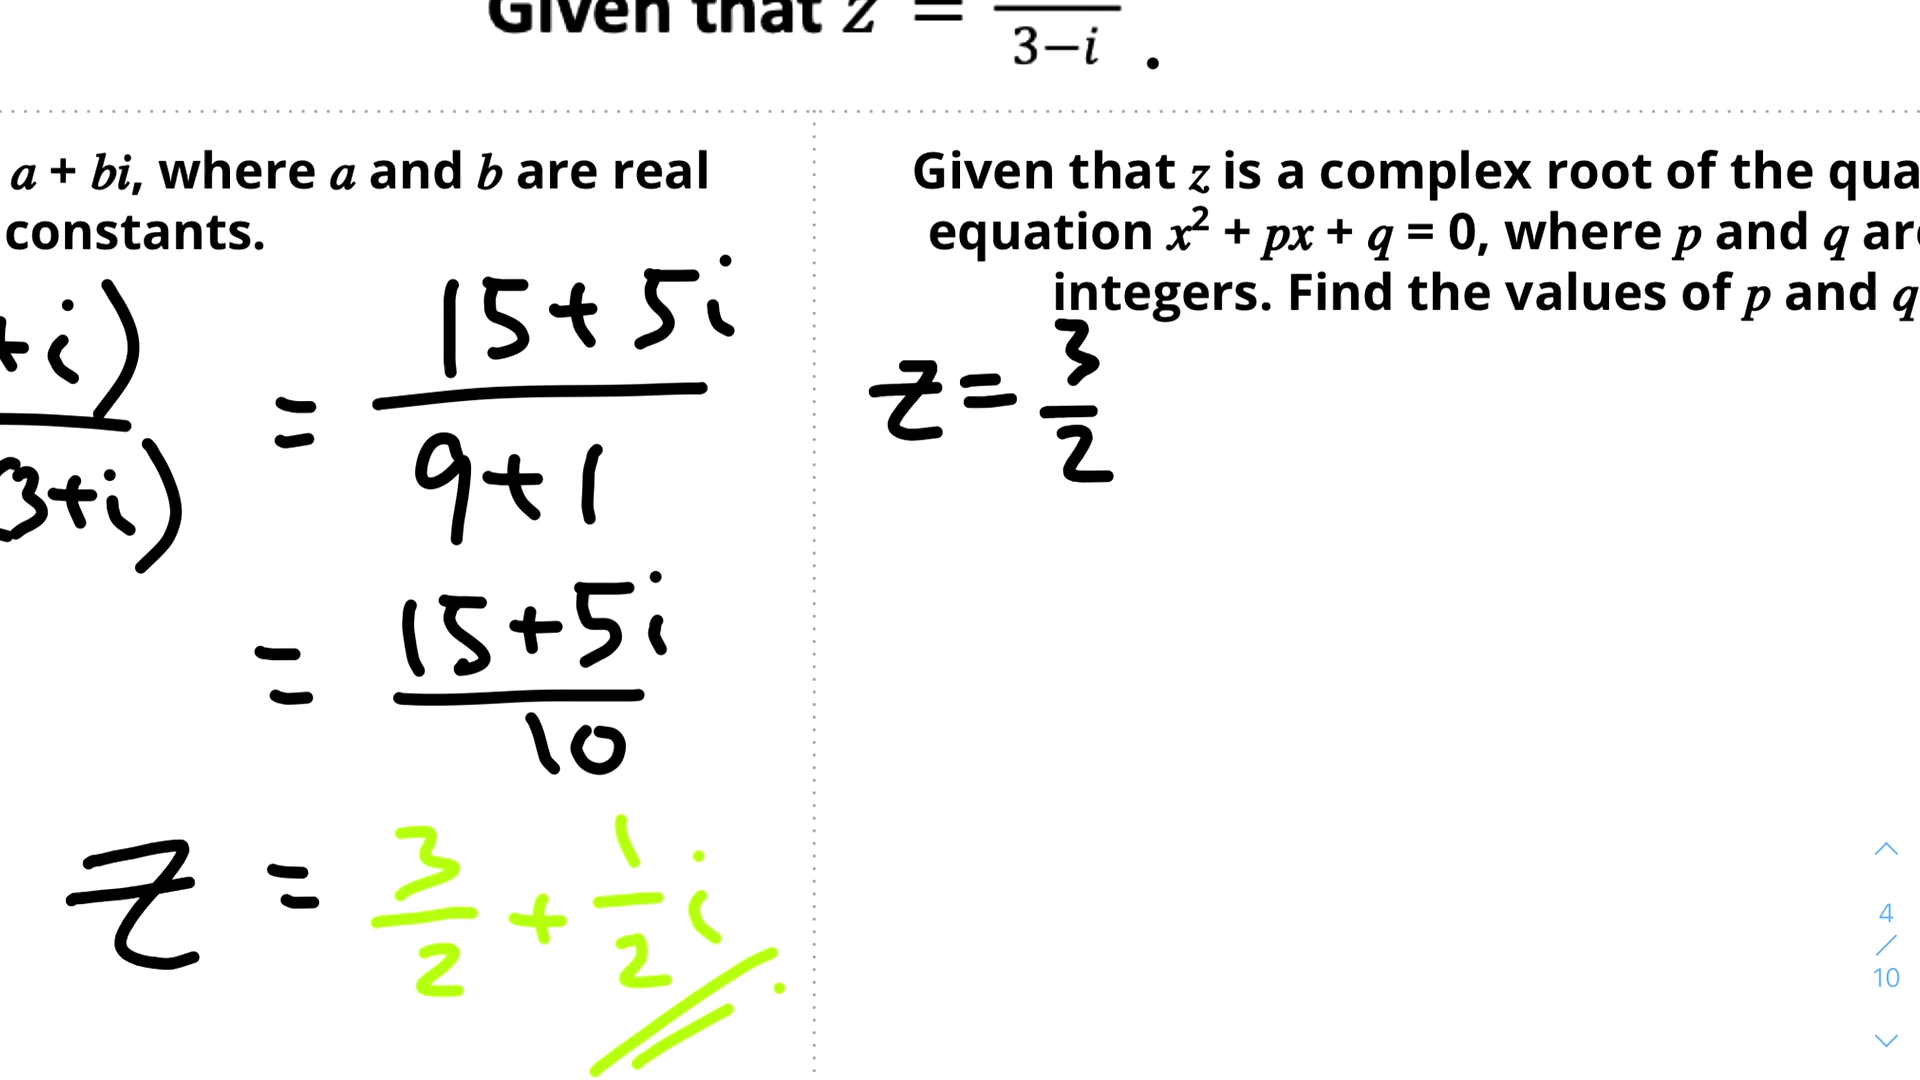 Given that z = /3−i .
a + bi, where a and b are real
constants.
+i)/3+i) = 15+5i/9+1
= 15+5i/10
z = 3/2 + 1/2 i.
Given that z is a complex root of the qua
equation x² + px + q = 0, where p and q are
integers. Find the values of p and q
z = 3/2
4
/
10